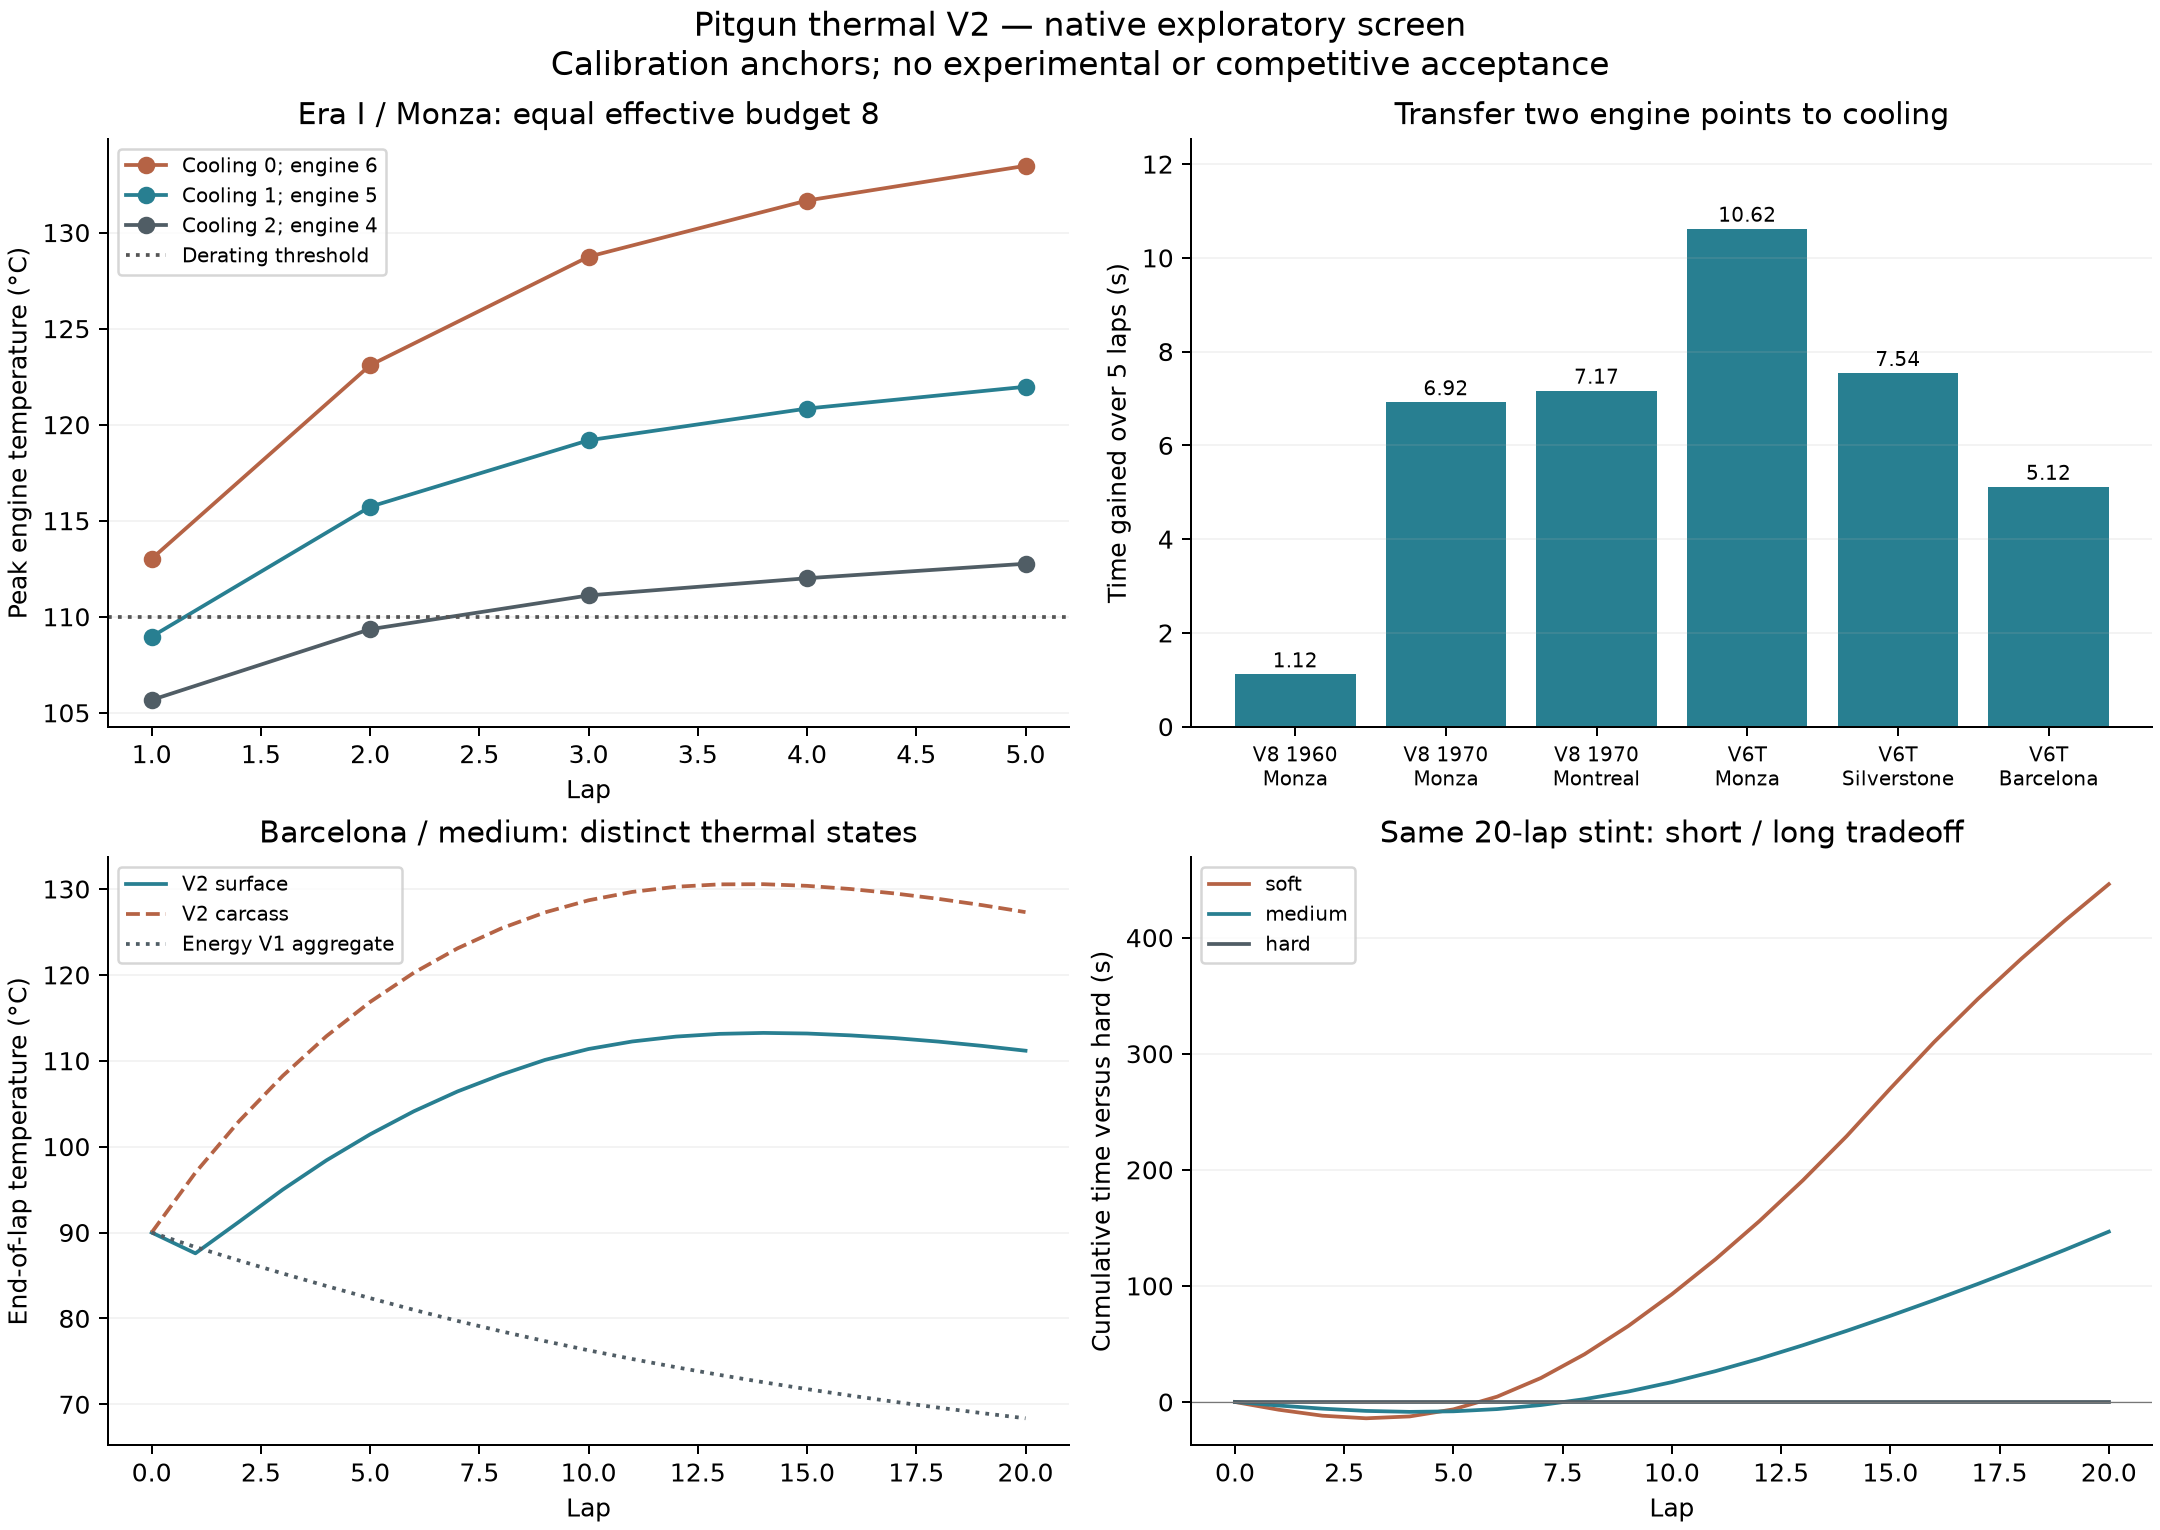 Pitgun thermal V2 — native exploratory screen
Calibration anchors; no experimental or competitive acceptance
Era I / Monza: equal effective budget 8
Cooling 0; engine 6
Cooling 1; engine 5
Cooling 2; engine 4
Derating threshold
Peak engine temperature (°C)
130
125
120
115
110
105
1.0 1.5 2.0 2.5 3.0 3.5 4.0 4.5 5.0
Lap
Transfer two engine points to cooling
Time gained over 5 laps (s)
12
10
8
6
4
2
0
1.12
6.92
7.17
10.62
7.54
5.12
V8 1960
Monza
V8 1970
Monza
V8 1970
Montreal
V6T
Monza
V6T
Silverstone
V6T
Barcelona
Barcelona / medium: distinct thermal states
V2 surface
V2 carcass
Energy V1 aggregate
End-of-lap temperature (°C)
130
120
110
100
90
80
70
0.0 2.5 5.0 7.5 10.0 12.5 15.0 17.5 20.0
Lap
Same 20-lap stint: short / long tradeoff
soft
medium
hard
Cumulative time versus hard (s)
400
300
200
100
0
0.0 2.5 5.0 7.5 10.0 12.5 15.0 17.5 20.0
Lap